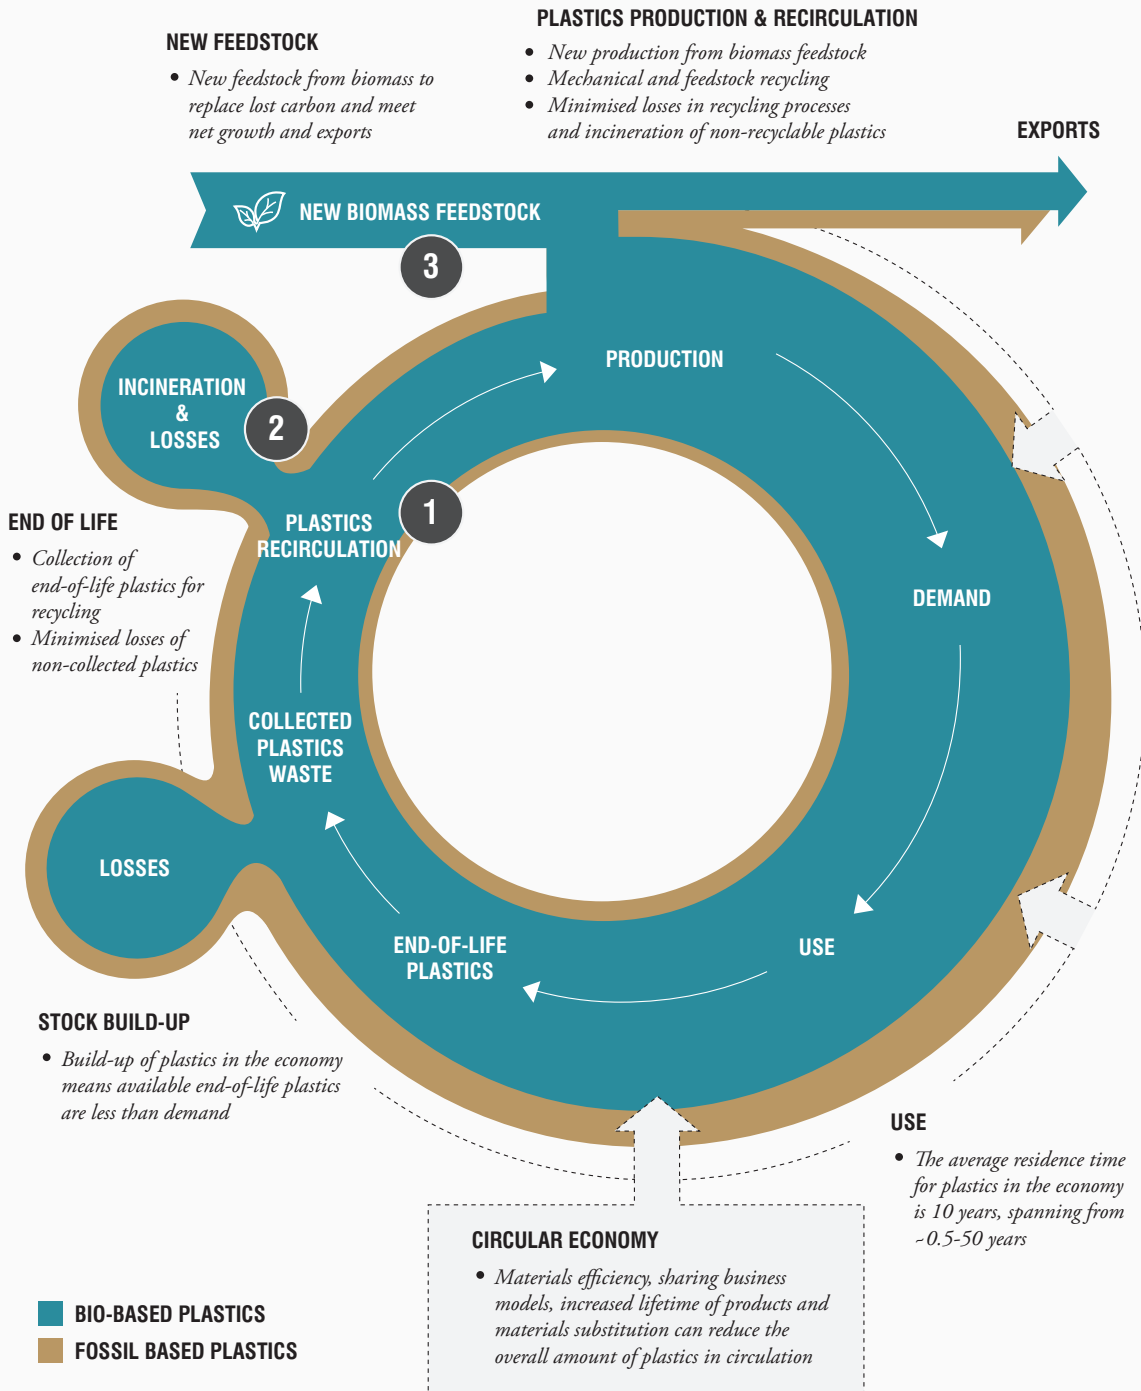 PLASTICS PRODUCTION & RECIRCULATION
• New production from biomass feedstock
• Mechanical and feedstock recycling
• Minimised losses in recycling processes
and incineration of non-recyclable plastics
NEW FEEDSTOCK
• New feedstock from biomass to
replace lost carbon and meet
net growth and exports
EXPORTS
NEW BIOMASS FEEDSTOCK
3
PRODUCTION
INCINERATION
&
LOSSES
2
1
PLASTICS
RECIRCULATION
END OF LIFE
• Collection of
end-of-life plastics for
recycling
• Minimised losses of
non-collected plastics
DEMAND
COLLECTED
PLASTICS
WASTE
LOSSES
END-OF-LIFE
PLASTICS
USE
STOCK BUILD-UP
• Build-up of plastics in the economy
means available end-of-life plastics
are less than demand
USE
• The average residence time
for plastics in the economy
is 10 years, spanning from
~0.5-50 years
CIRCULAR ECONOMY
• Materials efficiency, sharing business
models, increased lifetime of products and
materials substitution can reduce the
overall amount of plastics in circulation
BIO-BASED PLASTICS
FOSSIL BASED PLASTICS